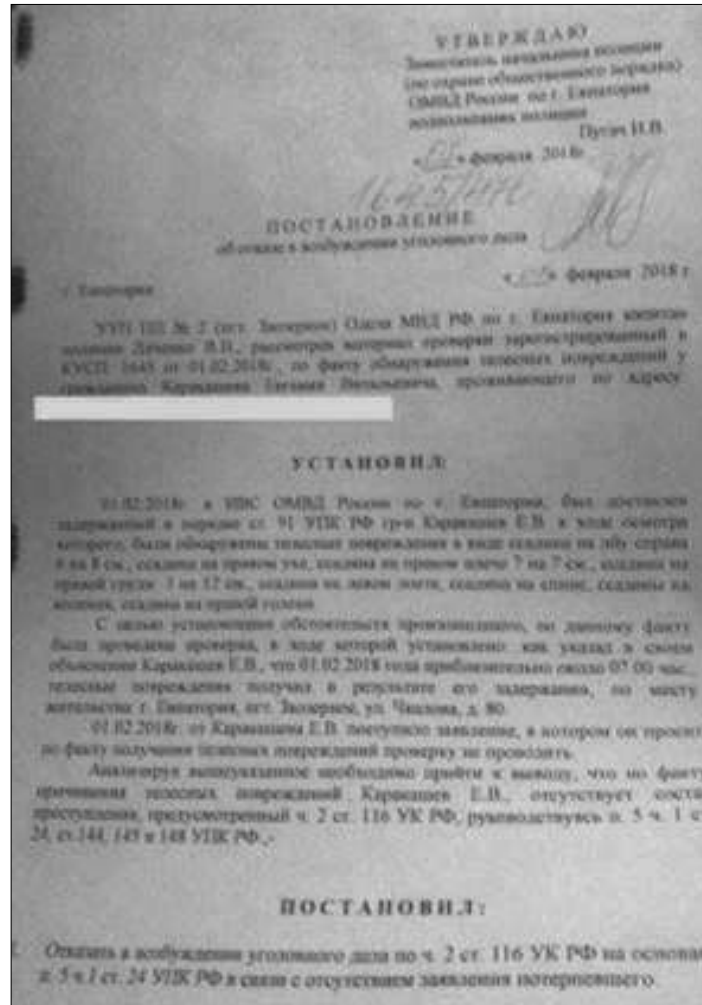 УТВЕРЖДАЮ
Заместитель начальника полиции
(по охране общественного порядка)
ОМВД России по г. Евпатория
подполковник полиции
Пугач И.В.
февраля 2018г.
1645/
ПОСТАНОВЛЕНИЕ
об отказе в возбуждении уголовного дела
г. Евпатория
февраля 2018 г
УУП ПП № 2 (пгт. Заозерное) Отдела МВД РФ по г. Евпатория капитан
полиции В.П., рассмотрев материал проверки зарегистрированный в
КУСП 1645 от 01.02.2018г., по факту обнаружения телесных повреждений у
гражданина Каракашева Евгения Витальевича, проживающего по адресу
УСТАНОВИЛ:
01.02.2018г. в ИВС ОМВД России по г. Евпатория, был доставлен
задержанный в порядке ст. 91 УПК РФ гр-н Каракашев Е.В. в ходе осмотра
которого, были обнаружены телесные повреждения в виде ссадины на лбу справа
6 на 8 см., ссадина на правом ухе, ссадина на правом плече 7 на 7 см., ссадина на
правой груди 3 на 12 см., ссадина на левом локте, ссадина на спине, ссадины на
коленях, ссадина на правой голени.
С целью установления обстоятельств произошедшего, по данному факту
была проведена проверка, в ходе которой установлено: как указал в своем
объяснении Каракашев Е.В., что 01.02.2018 года приблизительно около 07.00 час.,
телесные повреждения получил в результате его задержания, по месту
жительства г. Евпатория, пгт. Заозерное, ул. Чкалова, д. 80.
01.02.2018г. от Каракашева Е.В. поступило заявление, в котором он просит
по факту получения телесных повреждений проверку не проводить.
Анализируя вышеуказанное необходимо прийти к выводу, что по факту
причинения телесных повреждений Каракашев Е.В., отсутствует состав
преступления, предусмотренный ч. 2 ст. 116 УК РФ, руководствуясь п. 5 ч. 1 ст
24, ст.144, 145 и 148 УПК РФ.,-
ПОСТАНОВИЛ:
Отказать в возбуждении уголовного дела по ч. 2 ст. 116 УК РФ на основан
п. 5 ч.1 ст. 24 УПК РФ в связи с отсутствием заявления потерпевшего.